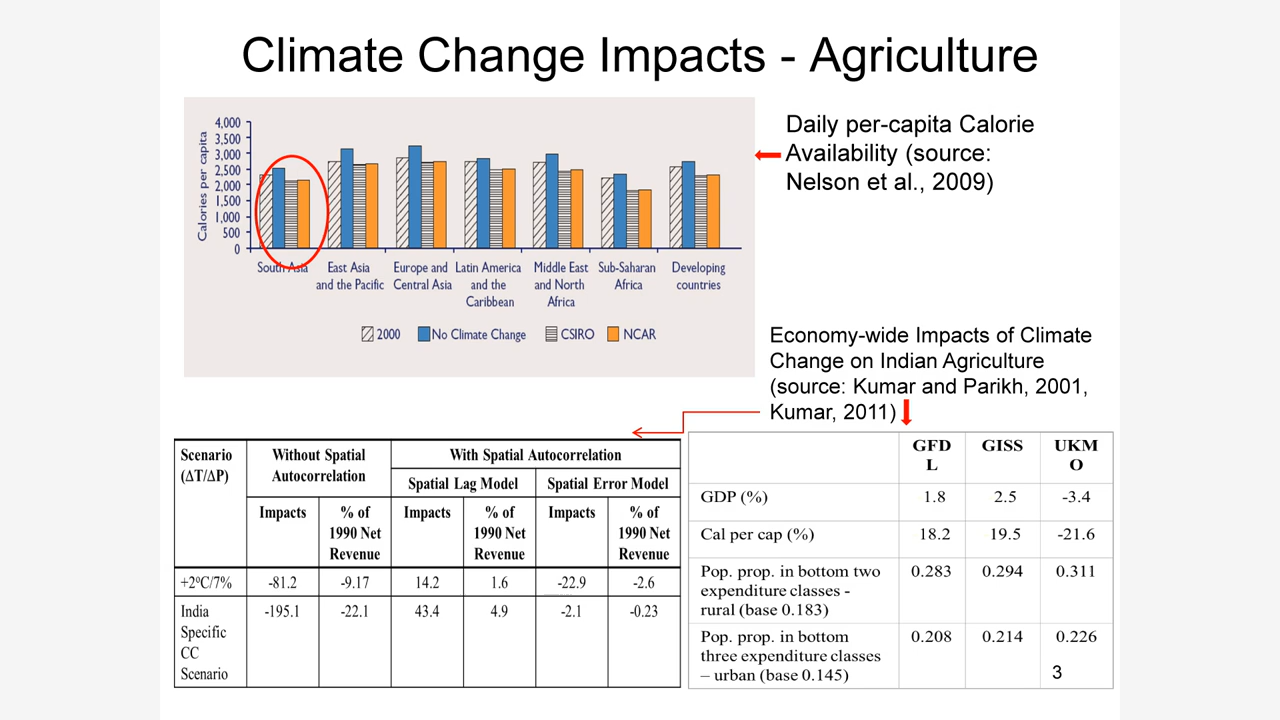 Climate Change Impacts - Agriculture
Calories per capita
4,000
3,500
3,000
2,500
2,000
1,500
1,000
500
0
South Asia
East Asia
and the Pacific
Europe and
Central Asia
Latin America
and the
Caribbean
Middle East
and North
Africa
Sub-Saharan
Africa
Developing
countries
2000 No Climate Change CSIRO NCAR
Daily per-capita Calorie
Availability (source:
Nelson et al., 2009)
Economy-wide Impacts of Climate
Change on Indian Agriculture
(source: Kumar and Parikh, 2001,
Kumar, 2011)
Scenario
(ΔT/ΔP)
Without Spatial
Autocorrelation
With Spatial Autocorrelation
Spatial Lag Model Spatial Error Model
Impacts
% of
1990 Net
Revenue
Impacts
% of
1990 Net
Revenue
Impacts
% of
1990 Net
Revenue
+2⁰C/7% -81.2 -9.17 14.2 1.6 -22.9 -2.6
India
Specific
CC
Scenario
-195.1 -22.1 43.4 4.9 -2.1 -0.23
GFD
L
GISS
UKM
O
GDP (%) 1.8 2.5 -3.4
Cal per cap (%) 18.2 19.5 -21.6
Pop. prop. in bottom two
expenditure classes -
rural (base 0.183)
0.283 0.294 0.311
Pop. prop. in bottom
three expenditure classes
– urban (base 0.145)
0.208 0.214 0.226
3